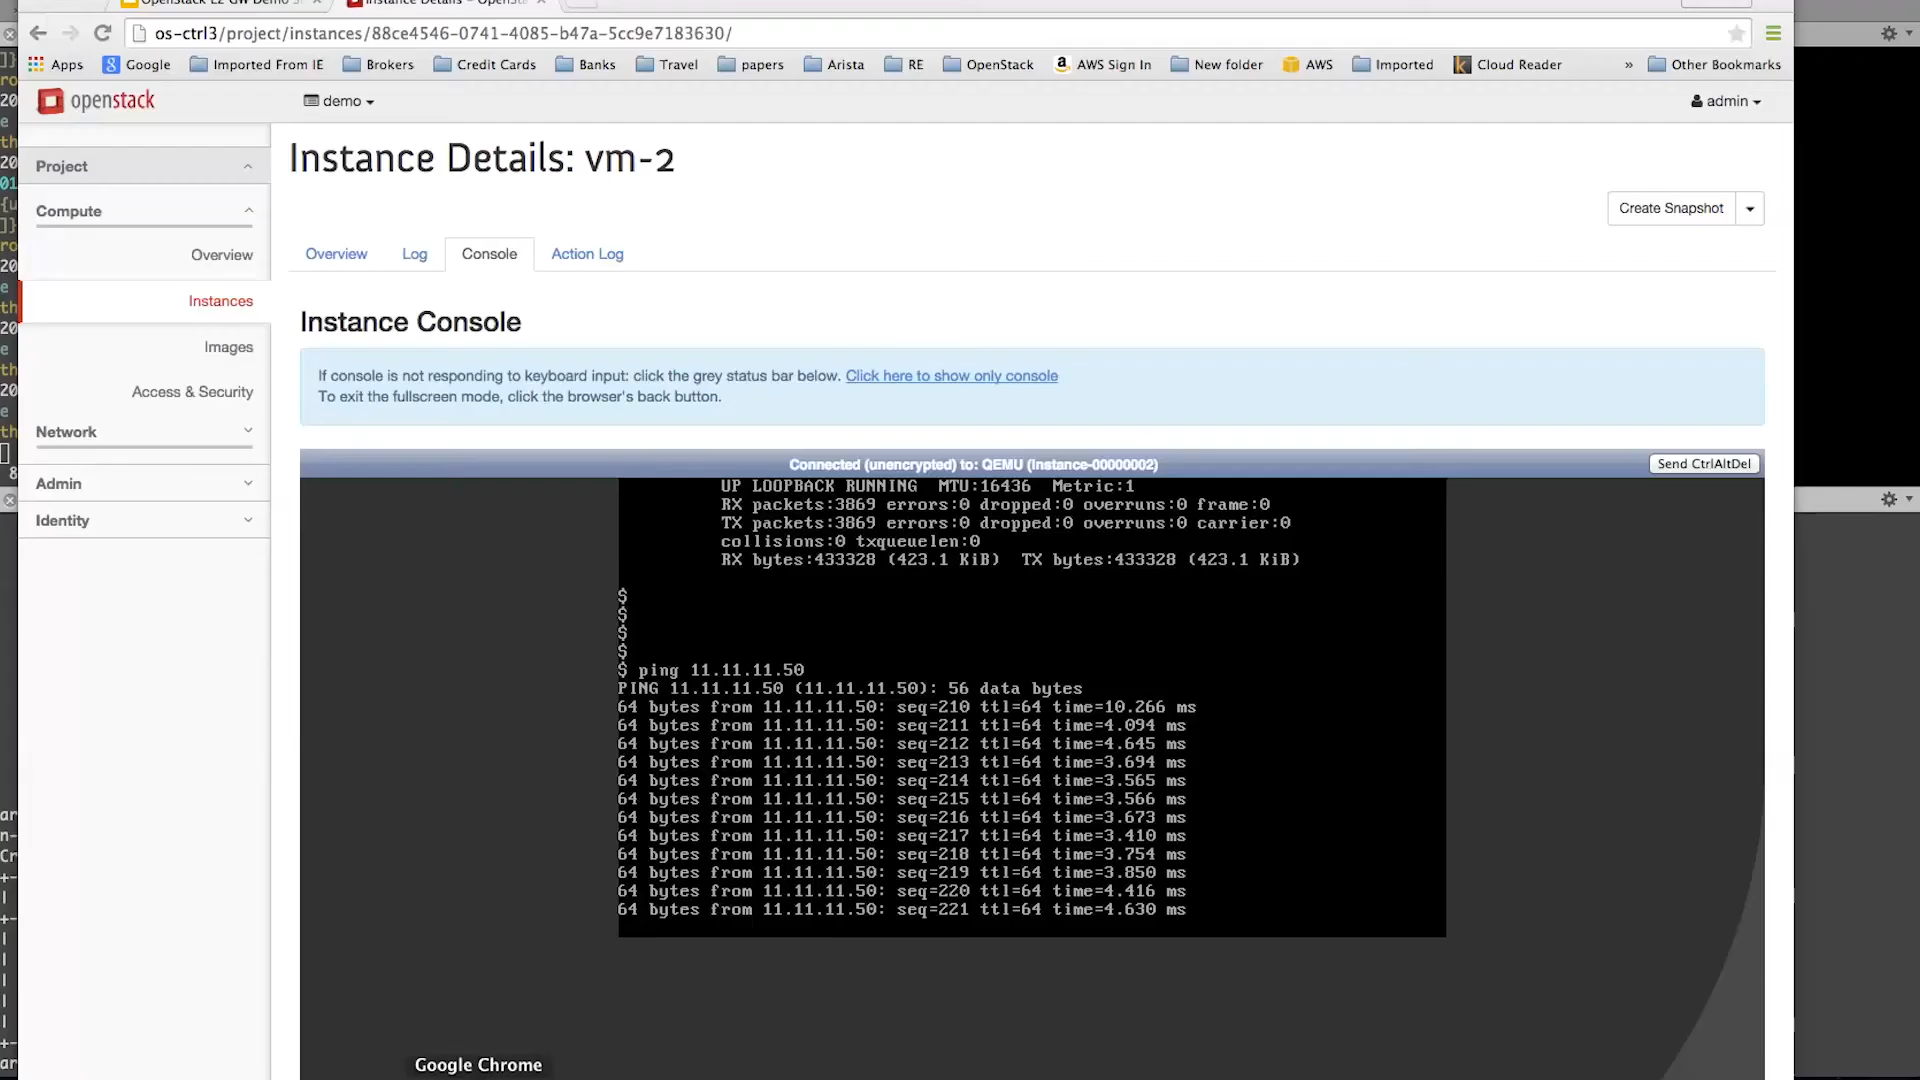 OpenStack L2 GW Demo
Instance Details - OpenSta
os-ctrl3/project/instances/88ce4546-0741-4085-b47a-5cc9e7183630/
Apps Google Imported From IE Brokers Credit Cards Banks Travel papers Arista RE OpenStack AWS Sign In New folder AWS Imported Cloud Reader » Other Bookmarks
openstack demo admin
Instance Details: vm-2
Project
Create Snapshot
Compute
Overview Log Console Action Log
Overview
Instances
Instance Console
Images
If console is not responding to keyboard input: click the grey status bar below. Click here to show only console
Access & Security
To exit the fullscreen mode, click the browser's back button.
Network
Connected (unencrypted) to: QEMU (instance-00000002) Send CtrlAltDel
Admin
Identity
UP LOOPBACK RUNNING MTU:16436 Metric:1
RX packets:3869 errors:0 dropped:0 overruns:0 frame:0
TX packets:3869 errors:0 dropped:0 overruns:0 carrier:0
collisions:0 txqueuelen:0
RX bytes:433328 (423.1 KiB) TX bytes:433328 (423.1 KiB)
$
$
$
$
$ ping 11.11.11.50
PING 11.11.11.50 (11.11.11.50): 56 data bytes
64 bytes from 11.11.11.50: seq=210 ttl=64 time=10.266 ms
64 bytes from 11.11.11.50: seq=211 ttl=64 time=4.094 ms
64 bytes from 11.11.11.50: seq=212 ttl=64 time=4.645 ms
64 bytes from 11.11.11.50: seq=213 ttl=64 time=3.694 ms
64 bytes from 11.11.11.50: seq=214 ttl=64 time=3.565 ms
64 bytes from 11.11.11.50: seq=215 ttl=64 time=3.566 ms
64 bytes from 11.11.11.50: seq=216 ttl=64 time=3.673 ms
64 bytes from 11.11.11.50: seq=217 ttl=64 time=3.410 ms
64 bytes from 11.11.11.50: seq=218 ttl=64 time=3.754 ms
64 bytes from 11.11.11.50: seq=219 ttl=64 time=3.850 ms
64 bytes from 11.11.11.50: seq=220 ttl=64 time=4.416 ms
64 bytes from 11.11.11.50: seq=221 ttl=64 time=4.630 ms
Google Chrome